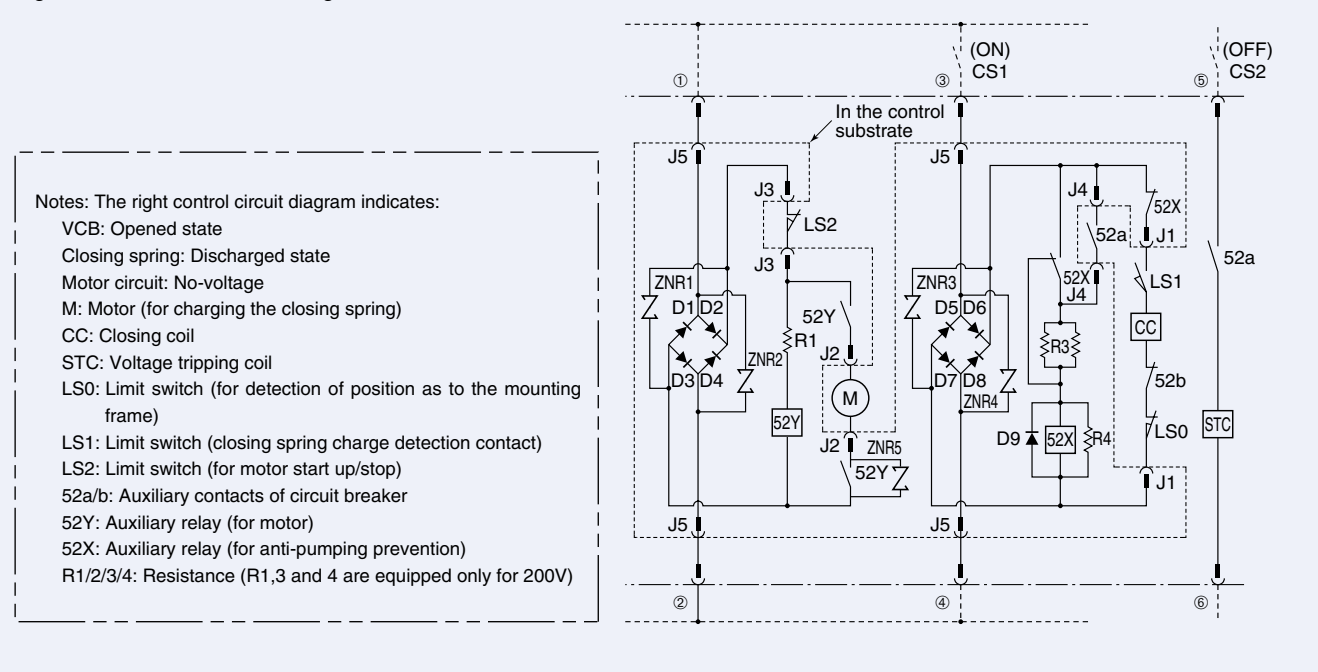 Notes: The right control circuit diagram indicates:
VCB: Opened state
Closing spring: Discharged state
Motor circuit: No-voltage
M: Motor (for charging the closing spring)
CC: Closing coil
STC: Voltage tripping coil
LS0: Limit switch (for detection of position as to the mounting
frame)
LS1: Limit switch (closing spring charge detection contact)
LS2: Limit switch (for motor start up/stop)
52a/b: Auxiliary contacts of circuit breaker
52Y: Auxiliary relay (for motor)
52X: Auxiliary relay (for anti-pumping prevention)
R1/2/3/4: Resistance (R1,3 and 4 are equipped only for 200V)
(ON)
CS1
(OFF)
CS2
①
③
⑤
In the control
substrate
J5
J5
J3
J4
52X
LS2
52a
J1
52a
J3
52X
J4
LS1
ZNR1
ZNR3
D1
D2
52Y
D5
D6
CC
R1
J2
R3
ZNR2
D3
D4
M
D7
D8
ZNR4
52b
52Y
D9
52X
R4
LS0
STC
J2
ZNR5
52Y
J1
J5
J5
②
④
⑥